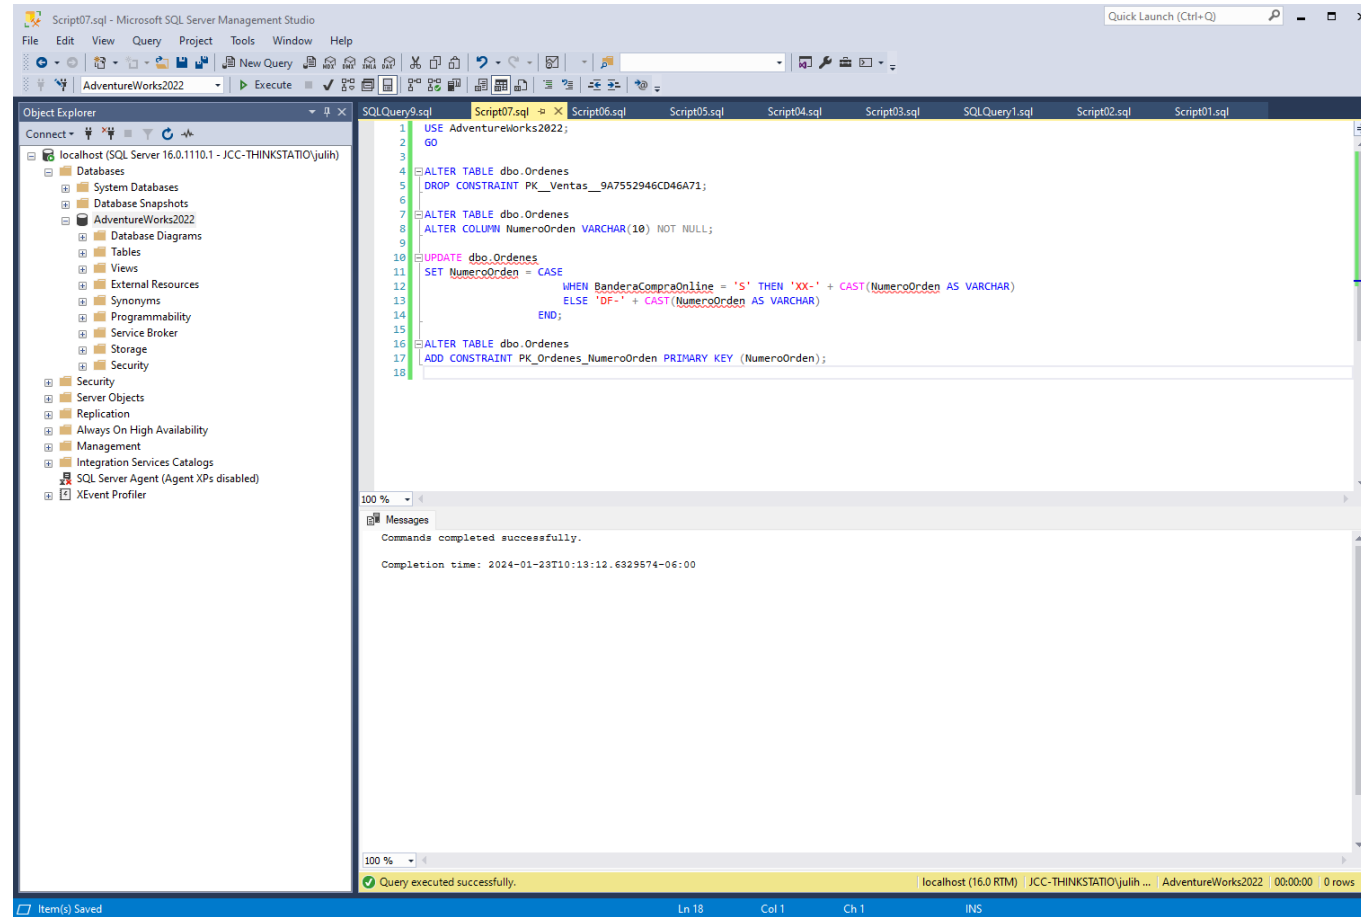 Script07.sql - Microsoft SQL Server Management Studio
Quick Launch (Ctrl+Q)
File Edit View Query Project Tools Window Help
New Query
AdventureWorks2022
Execute
Object Explorer
Connect
localhost (SQL Server 16.0.1110.1 - JCC-THINKSTATIO\julih)
Databases
System Databases
Database Snapshots
AdventureWorks2022
Database Diagrams
Tables
Views
External Resources
Synonyms
Programmability
Service Broker
Storage
Security
Security
Server Objects
Replication
Always On High Availability
Management
Integration Services Catalogs
SQL Server Agent (Agent XPs disabled)
XEvent Profiler
SQLQuery9.sql Script07.sql Script06.sql Script05.sql Script04.sql Script03.sql SQLQuery1.sql Script02.sql Script01.sql
1 USE AdventureWorks2022;
2 GO
3
4 ALTER TABLE dbo.Ordenes
5 DROP CONSTRAINT PK__Ventas__9A7552946CD46A71;
6
7 ALTER TABLE dbo.Ordenes
8 ALTER COLUMN NumeroOrden VARCHAR(10) NOT NULL;
9
10 UPDATE dbo.Ordenes
11 SET NumeroOrden = CASE
12 WHEN BanderaCompraOnline = 'S' THEN 'XX-' + CAST(NumeroOrden AS VARCHAR)
13 ELSE 'DF-' + CAST(NumeroOrden AS VARCHAR)
14 END;
15
16 ALTER TABLE dbo.Ordenes
17 ADD CONSTRAINT PK_Ordenes_NumeroOrden PRIMARY KEY (NumeroOrden);
18
100 %
Messages
Commands completed successfully.
Completion time: 2024-01-23T10:13:12.6329574-06:00
100 %
Query executed successfully. localhost (16.0 RTM) JCC-THINKSTATIO\julih ... AdventureWorks2022 00:00:00 0 rows
Item(s) Saved Ln 18 Col 1 Ch 1 INS